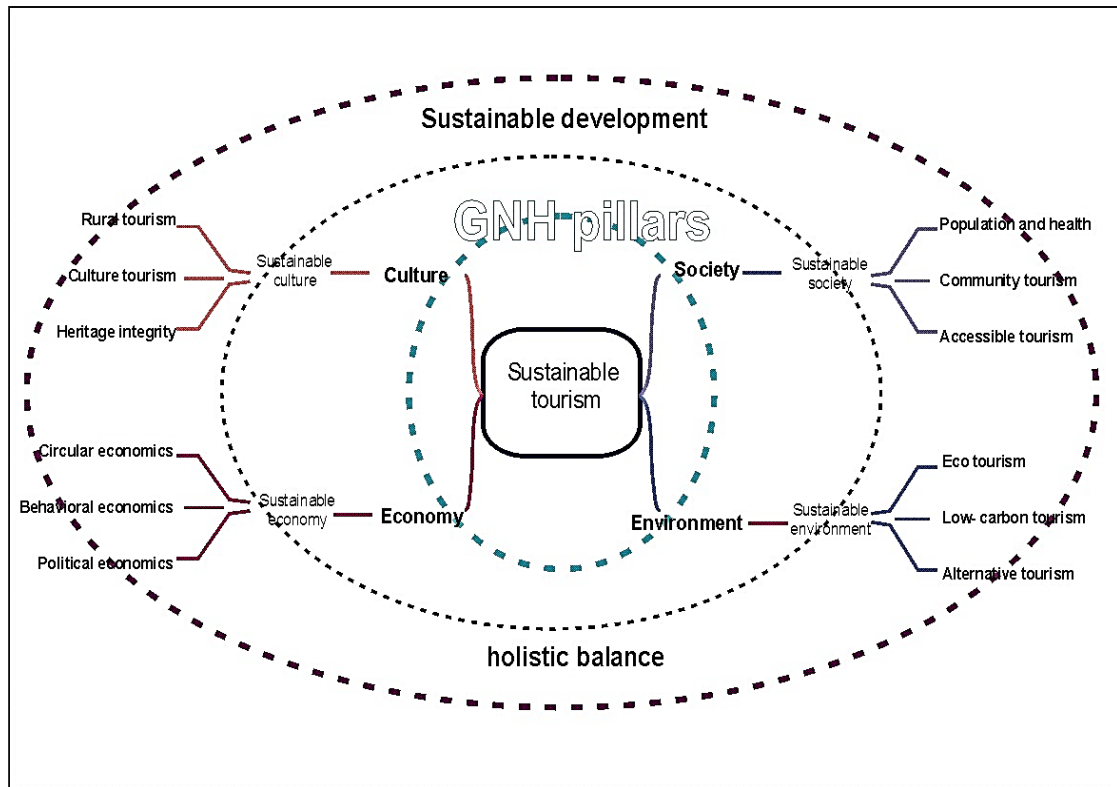 Sustainable development
GNH pillars
Rural tourism
Culture tourism
Heritage integrity
Sustainable
culture
Culture
Society
Sustainable
society
Population and health
Community tourism
Accessible tourism
Sustainable
tourism
Circular economics
Behavioral economics
Political economics
Sustainable
economy
Economy
Environment
Sustainable
environment
Eco tourism
Low- carbon tourism
Alternative tourism
holistic balance